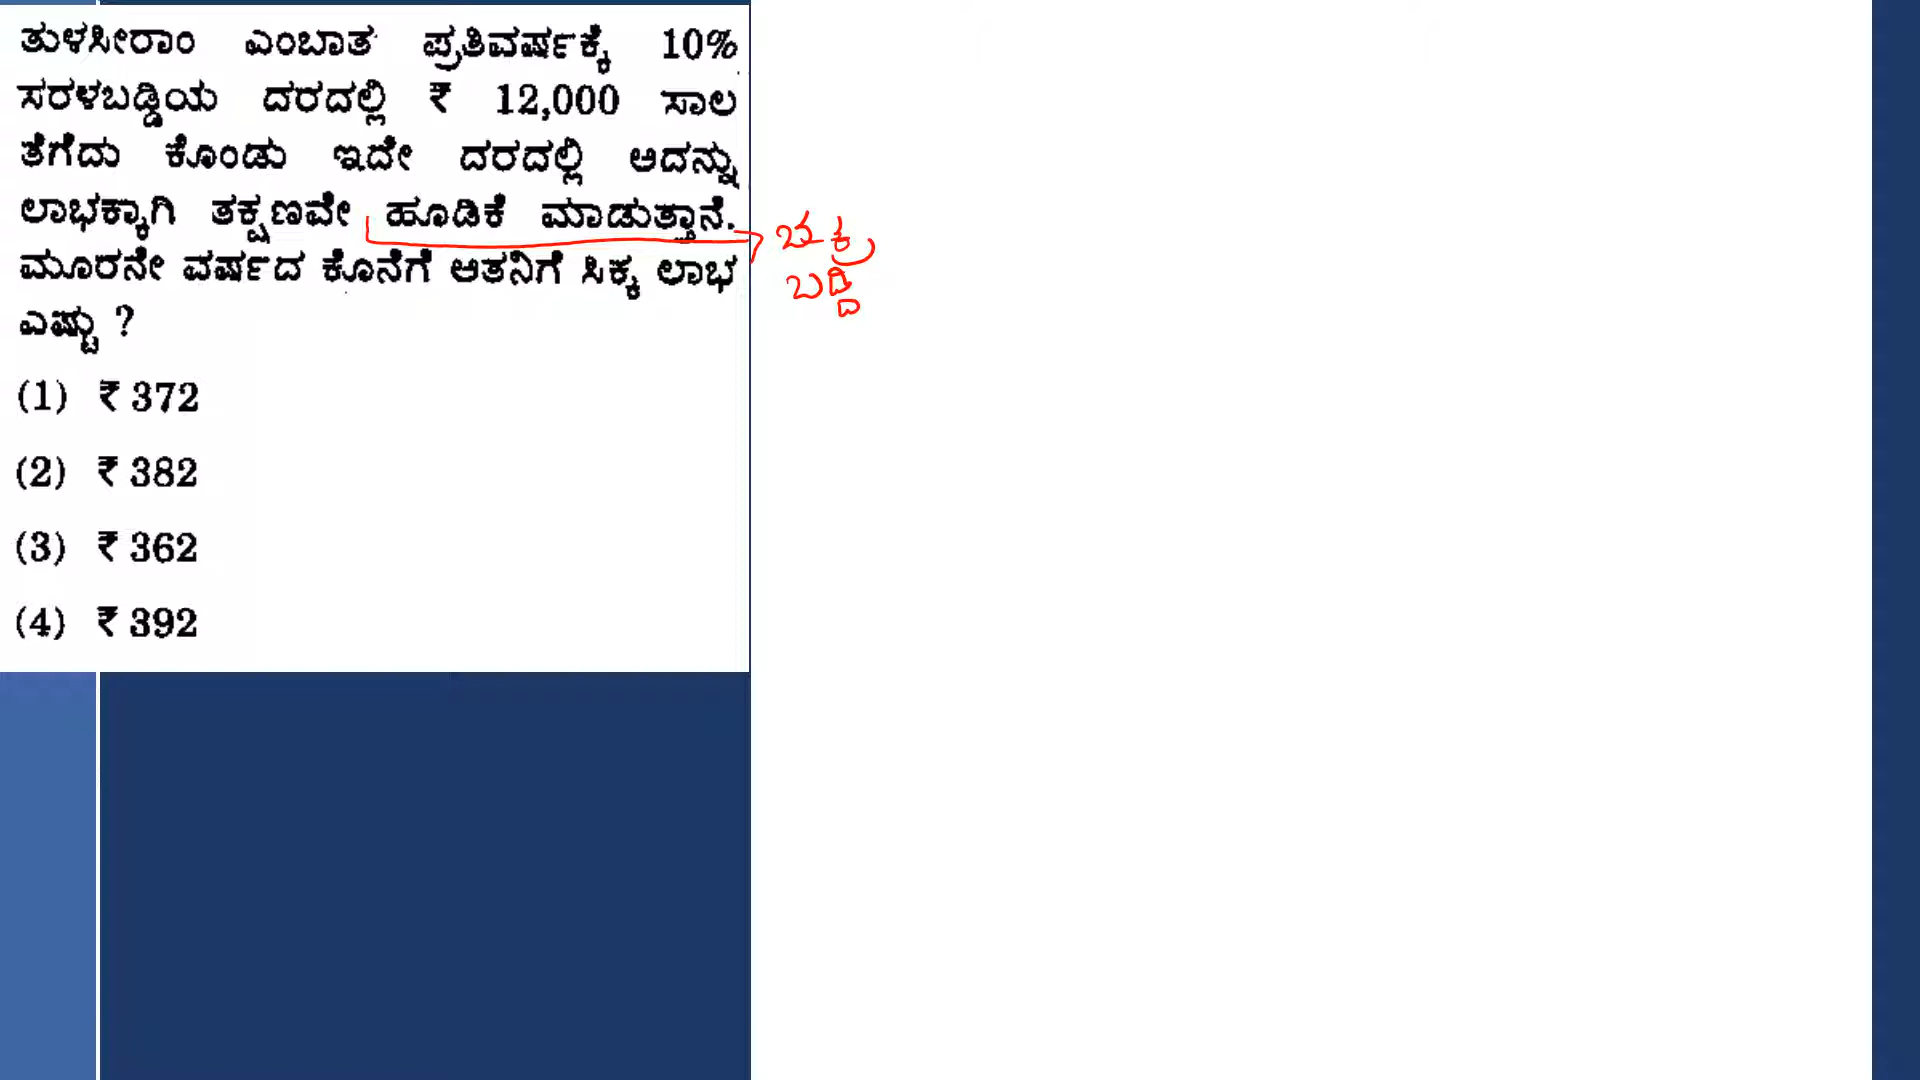 ತುಳಸೀರಾಂ ಎಂಬಾತ ಪ್ರತಿವರ್ಷಕ್ಕೆ 10%
ಸರಳಬಡ್ಡಿಯ ದರದಲ್ಲಿ ₹ 12,000 ಸಾಲ
ತೆಗೆದು ಕೊಂಡು ಇದೇ ದರದಲ್ಲಿ ಆದನ್ನು
ಲಾಭಕ್ಕಾಗಿ ತಕ್ಷಣವೇ ಹೂಡಿಕೆ ಮಾಡುತ್ತಾನೆ.
ಮೂರನೇ ವರ್ಷದ ಕೊನೆಗೆ ಆತನಿಗೆ ಸಿಕ್ಕ ಲಾಭ
ಎಷ್ಟು ?
(1) ₹ 372
(2) ₹ 382
(3) ₹ 362
(4) ₹ 392
ಚಕ್ರ
ಬಡ್ಡಿ